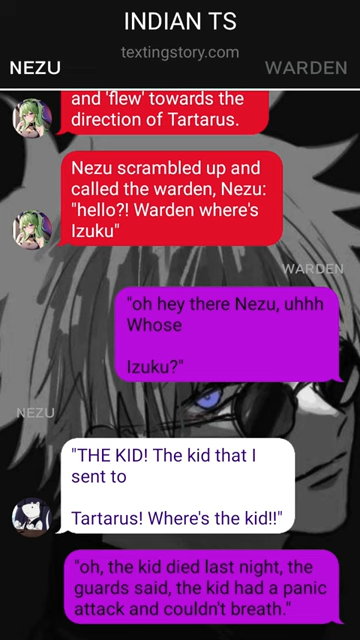 INDIAN TS
textingstory.com
NEZU
WARDEN
and 'flew' towards the
direction of Tartarus.
Nezu scrambled up and
called the warden, Nezu:
"hello?! Warden where's
Izuku"
WARDEN
"oh hey there Nezu, uhhh
Whose
Izuku?"
NEZU
"THE KID! The kid that I
sent to
Tartarus! Where's the kid!!"
"oh, the kid died last night, the
guards said, the kid had a panic
attack and couldn't breath."